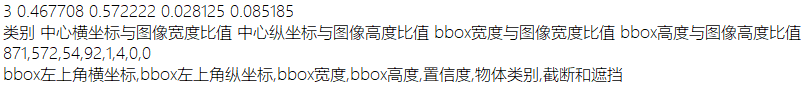 3 0.467708 0.572222 0.028125 0.085185
类别 中心横坐标与图像宽度比值 中心纵坐标与图像高度比值 bbox宽度与图像宽度比值 bbox高度与图像高度比值
871,572,54,92,1,4,0,0
bbox左上角横坐标,bbox左上角纵坐标,bbox宽度,bbox高度,置信度,物体类别,截断和遮挡